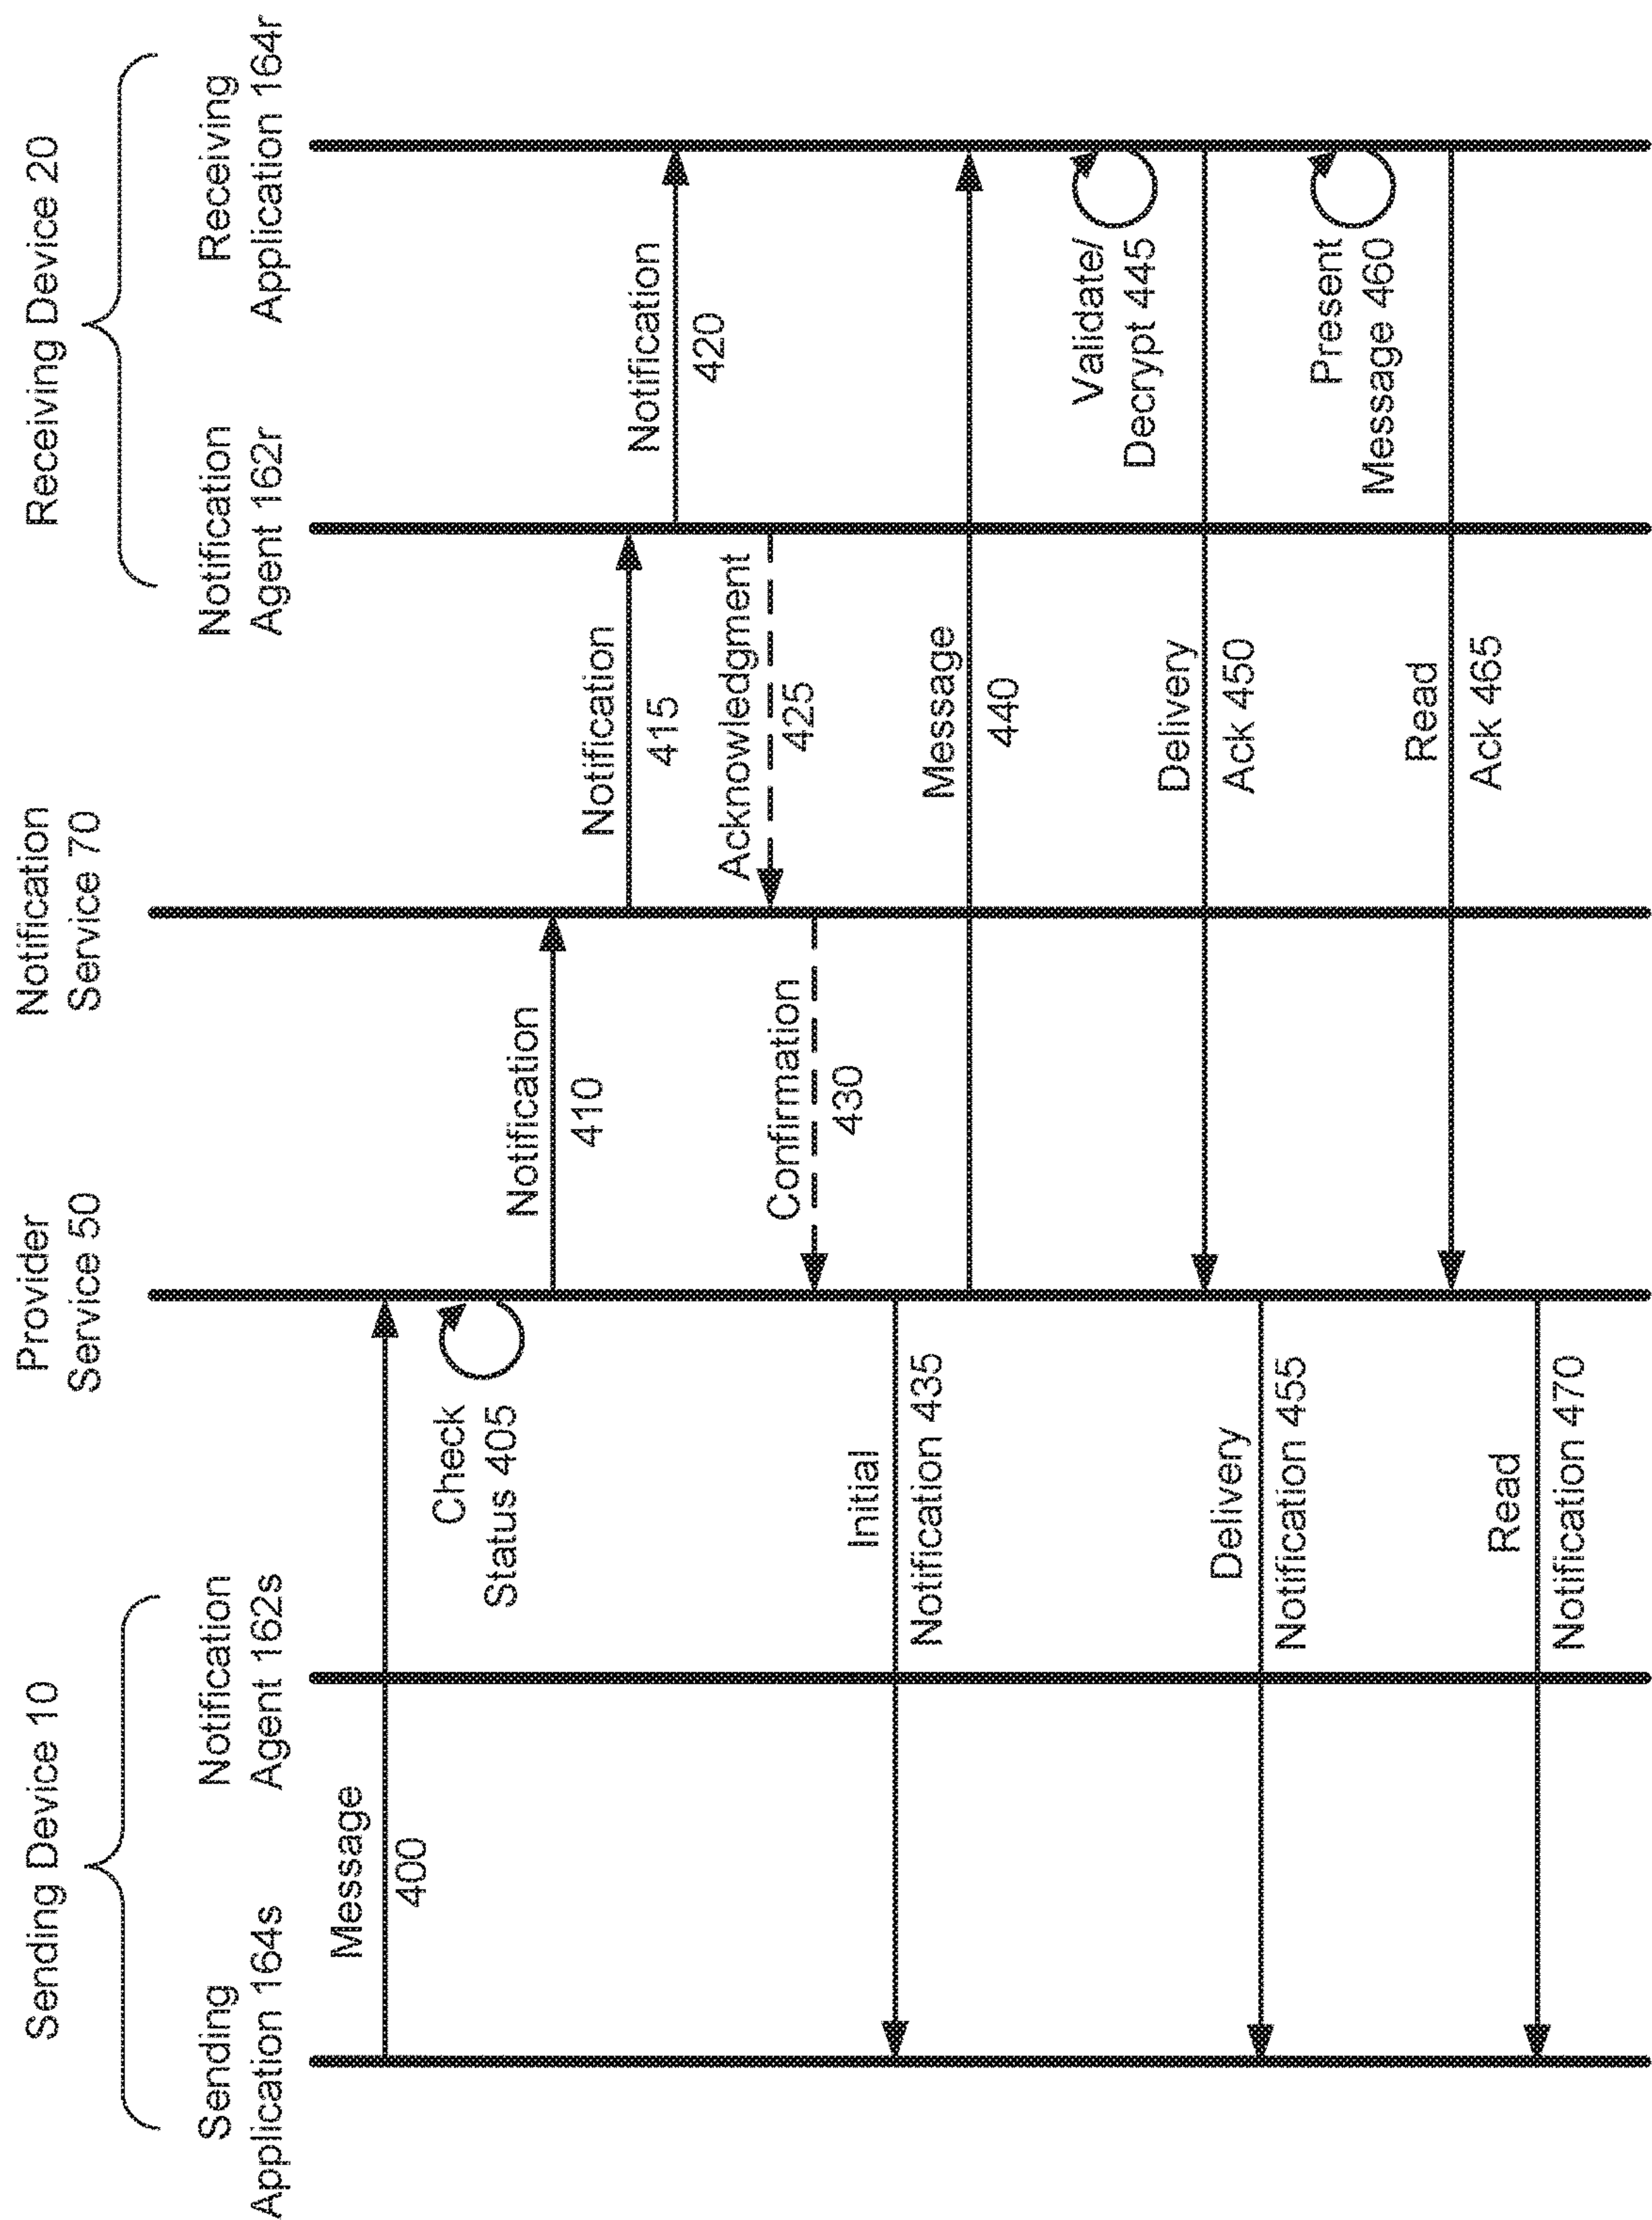 Sending Device 10
Receiving Device 20
Sending
Application 164s
Notification
Agent 162s
Provider
Service 50
Notification
Service 70
Notification
Agent 162r
Receiving
Application 164r
Message
400
Check
Status 405
Notification
410
Notification
415
Notification
420
Acknowledgment
425
Confirmation
430
Initial
Notification 435
Message
440
Validate/
Decrypt 445
Delivery
Ack 450
Delivery
Notification 455
Present
Message 460
Read
Ack 465
Read
Notification 470